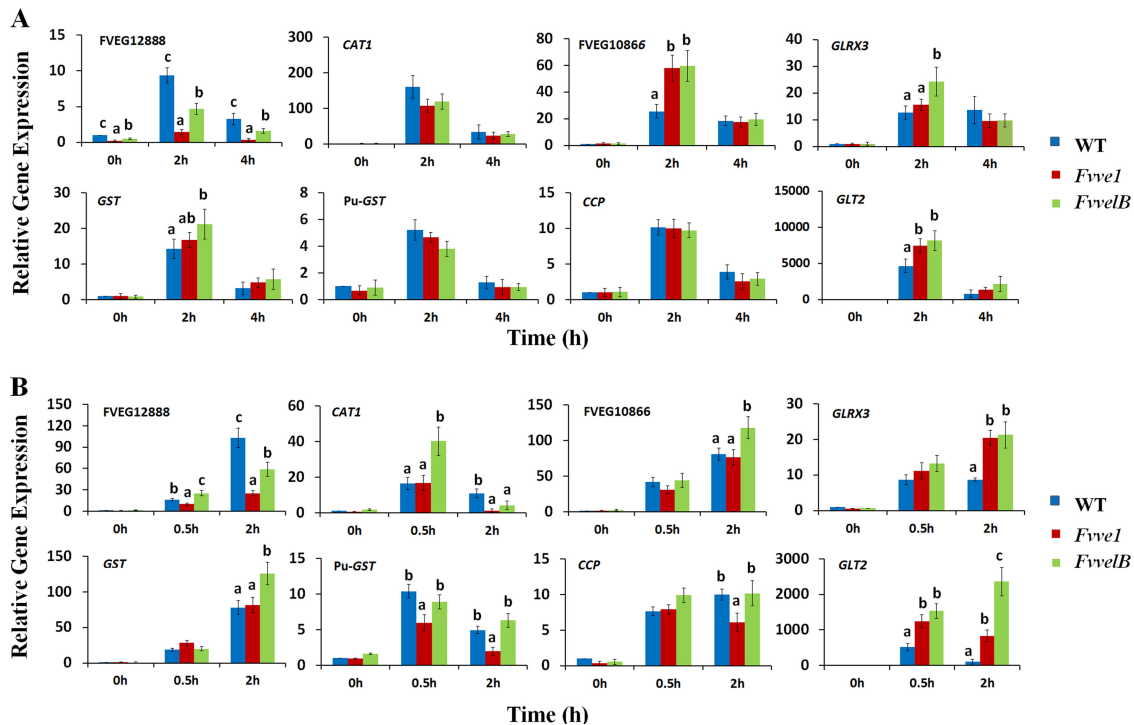 A
Relative Gene Expression
FVEG12888
15
10
5
0
c
a
b
c
a
b
c
a
b
0h
2h
4h
CAT1
300
200
100
0
0h
2h
4h
FVEG10866
80
60
40
20
0
a
b
b
0h
2h
4h
GLRX3
40
30
20
10
0
a
a
b
0h
2h
4h
WT
Fvve1
FvvelB
GST
30
20
10
0
a
ab
b
0h
2h
4h
Pu-GST
8
6
4
2
0
0h
2h
4h
CCP
15
10
5
0
0h
2h
4h
GLT2
15000
10000
5000
0
a
b
b
0h
2h
4h
Time (h)
B
Relative Gene Expression
FVEG12888
150
120
90
60
30
0
b
a
c
c
a
b
0h
0.5h
2h
CAT1
60
40
20
0
a
a
b
b
a
a
0h
0.5h
2h
FVEG10866
150
100
50
0
a
a
b
0h
0.5h
2h
GLRX3
30
20
10
0
a
b
b
0h
0.5h
2h
WT
Fvve1
FvvelB
GST
150
100
50
0
a
a
b
0h
0.5h
2h
Pu-GST
15
10
5
0
b
a
b
b
a
b
0h
0.5h
2h
CCP
15
10
5
0
b
a
b
0h
0.5h
2h
GLT2
3000
2000
1000
0
a
b
b
a
b
c
0h
0.5h
2h
Time (h)